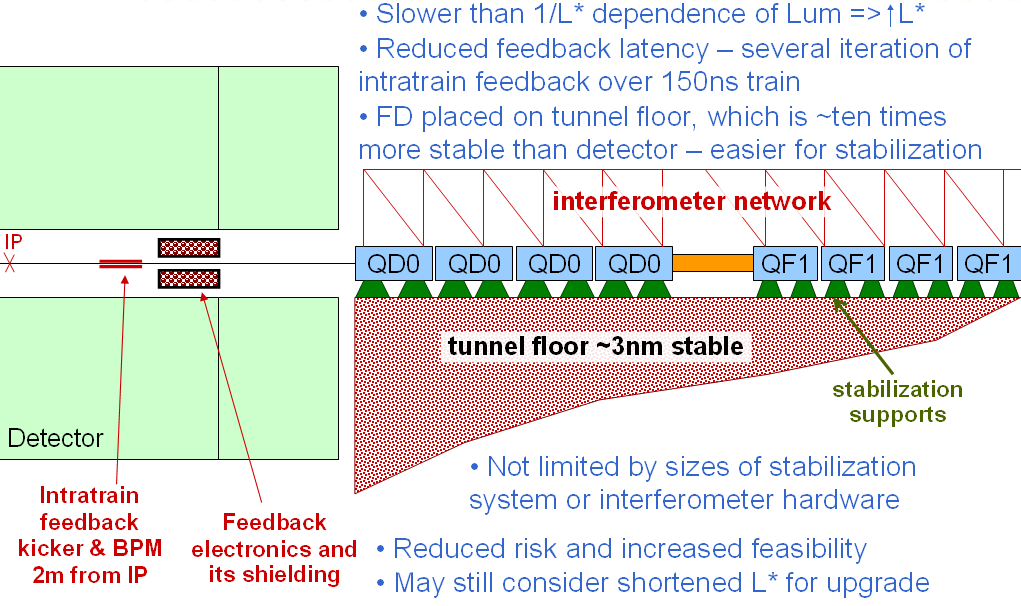 • Slower than 1/L* dependence of Lum =>↑L*
• Reduced feedback latency – several iteration of
intratrain feedback over 150ns train
• FD placed on tunnel floor, which is ~ten times
more stable than detector – easier for stabilization
interferometer network
IP
QD0 QD0 QD0 QD0 QF1 QF1 QF1 QF1
tunnel floor ~3nm stable
stabilization
supports
Detector
Intratrain
feedback
kicker & BPM
2m from IP
Feedback
electronics and
its shielding
• Not limited by sizes of stabilization
system or interferometer hardware
• Reduced risk and increased feasibility
• May still consider shortened L* for upgrade